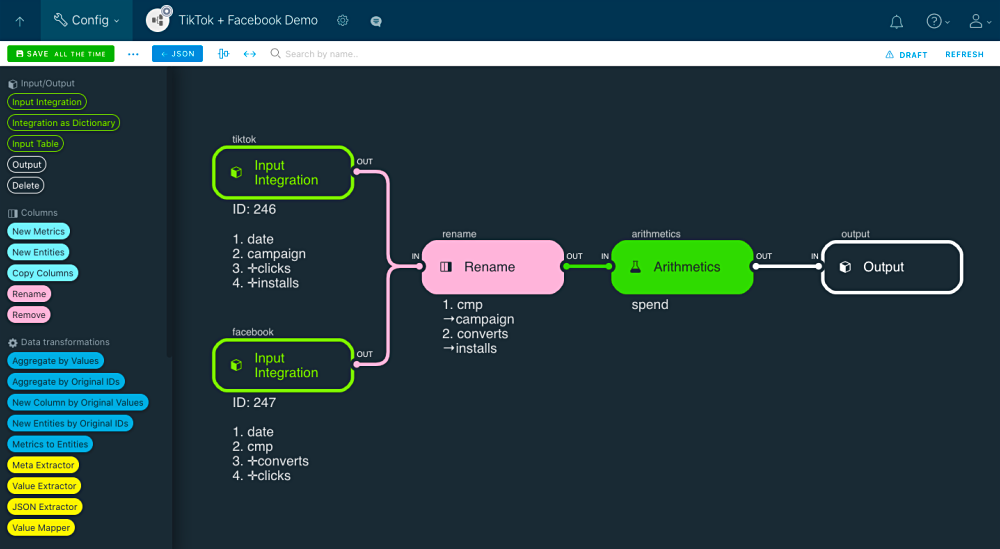 Config
TikTok + Facebook Demo
SAVE ALL THE TIME
... 
← JSON
Search by name..
DRAFT
REFRESH
Input/Output
Input Integration
Integration as Dictionary
Input Table
Output
Delete
Columns
New Metrics
New Entities
Copy Columns
Rename
Remove
Data transformations
Aggregate by Values
Aggregate by Original IDs
New Column by Original Values
New Entities by Original IDs
Metrics to Entities
Meta Extractor
Value Extractor
JSON Extractor
Value Mapper
tiktok
Input
Integration
OUT
ID: 246
1. date
2. campaign
3. ✛clicks
4. ✛installs
facebook
Input
Integration
OUT
ID: 247
1. date
2. cmp
3. ✛converts
4. ✛clicks
rename
IN
Rename
OUT
1. cmp
→campaign
2. converts
→installs
arithmetics
IN
Arithmetics
OUT
spend
output
IN
Output